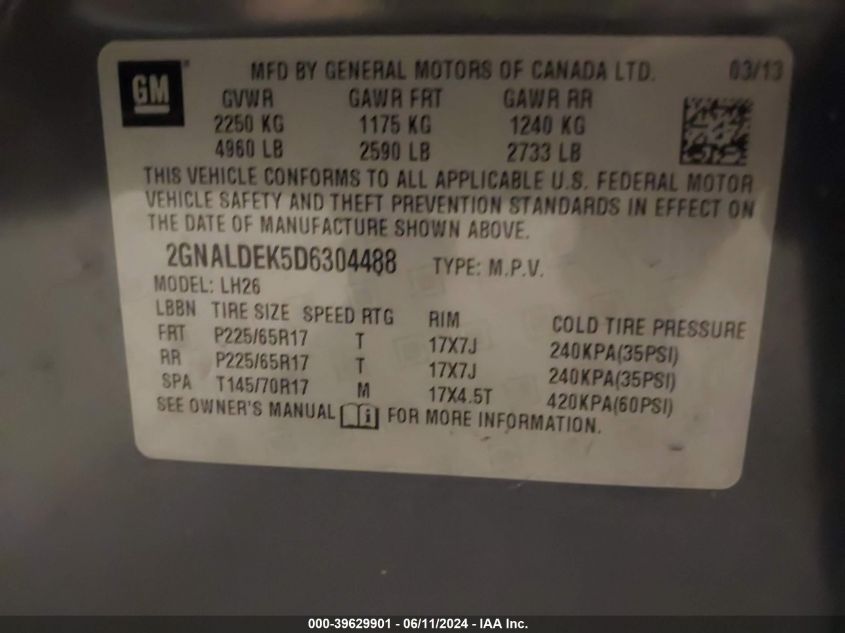 GM
MFD BY GENERAL MOTORS OF CANADA LTD. 03/13
GVWR GAWR FRT GAWR RR
2250 KG 1175 KG 1240 KG
4960 LB 2590 LB 2733 LB
THIS VEHICLE CONFORMS TO ALL APPLICABLE U.S. FEDERAL MOTOR
VEHICLE SAFETY AND THEFT PREVENTION STANDARDS IN EFFECT ON
THE DATE OF MANUFACTURE SHOWN ABOVE.
2GNALDEK5D6304488 TYPE: M.P.V.
MODEL: LH26
LBBN TIRE SIZE SPEED RTG RIM COLD TIRE PRESSURE
FRT P225/65R17 T 17X7J 240KPA(35PSI)
RR P225/65R17 T 17X7J 240KPA(35PSI)
SPA T145/70R17 M 17X4.5T 420KPA(60PSI)
SEE OWNER'S MANUAL FOR MORE INFORMATION.
000-39629901 - 06/11/2024 - IAA Inc.